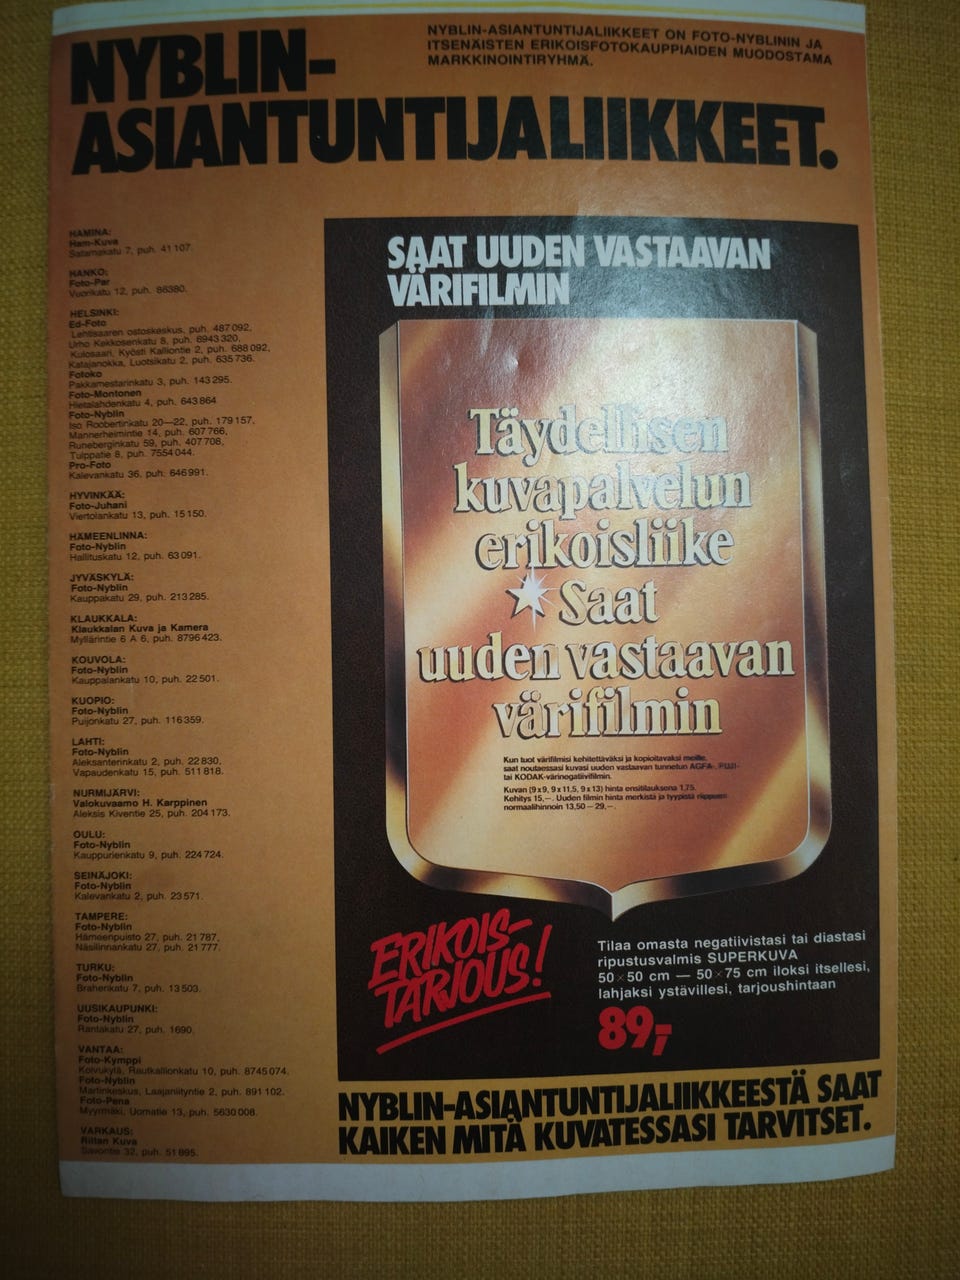 NYBLIN-
ASIANTUNTIJALIIKKEET.
NYBLIN-ASIANTUNTIJALIIKKEET ON FOTO-NYBLININ JA
ITSENÄISTEN ERIKOISFOTOKAUPPIAIDEN MUODOSTAMA
MARKKINOINTIRYHMÄ.
HAMINA:
Ham-Kuva
Satamakatu 7, puh. 41 107.
HANKO:
Foto-Par
Vuorikatu 12, puh. 86380.
HELSINKI:
Ed-Foto
Lehtisaaren ostoskeskus, puh. 487 092,
Urho Kekkosenkatu 8, puh. 6943 320,
Kulosaari, Kyösti Kalliontie 2, puh. 688 092,
Katajanokka, Luotsikatu 2, puh. 635 736.
Fotoko
Pakkamestarinkatu 3, puh. 143 295.
Foto-Montonen
Hietalahdenkatu 4, puh. 643 864
Foto-Nyblin
Iso Roobertinkatu 20—22, puh. 179 157,
Mannerheimintie 14, puh. 607 766,
Runeberginkatu 59, puh. 407 708,
Tulppatie 8, puh. 7554 044.
Pro-Foto
Kalevankatu 36, puh. 646 991.
HYVINKÄÄ:
Foto-Juhani
Viertolankatu 13, puh. 15 150.
HÄMEENLINNA:
Foto-Nyblin
Hallituskatu 12, puh. 63 091.
JYVÄSKYLÄ:
Foto-Nyblin
Kauppakatu 29, puh. 213 285.
KLAUKKALA:
Klaukkalan Kuva ja Kamera
Myllärintie 6 A 6, puh. 8796 423.
KOUVOLA:
Foto-Nyblin
Kauppalankatu 10, puh. 22 501.
KUOPIO:
Foto-Nyblin
Puijonkatu 27, puh. 116 359.
LAHTI:
Foto-Nyblin
Aleksanterinkatu 2, puh. 22 830,
Vapaudenkatu 15, puh. 511 818.
NURMIJÄRVI:
Valokuvaamo H. Karppinen
Aleksis Kiventie 25, puh. 204 173.
OULU:
Foto-Nyblin
Kauppurienkatu 9, puh. 224 724.
SEINÄJOKI:
Foto-Nyblin
Kalevankatu 2, puh. 23 571.
TAMPERE:
Foto-Nyblin
Hämeenpuisto 27, puh. 21 787,
Näsilinnankatu 27, puh. 21 777.
TURKU:
Foto-Nyblin
Brahenkatu 7, puh. 13 503.
UUSIKAUPUNKI:
Foto-Nyblin
Rantakatu 27, puh. 1690.
VANTAA:
Foto-Kymppi
Koivukylä, Rautkallionkatu 10, puh. 8745 074.
Foto-Nyblin
Martinkeskus, Laajaniityntie 2, puh. 891 102.
Foto-Pena
Myyrmäki, Uomatie 13, puh. 5630 008.
VARKAUS:
Riitan Kuva
Savontie 32, puh. 51 895.
SAAT UUDEN VASTAAVAN
VÄRIFILMIN
Täydellisen
kuvapalvelun
erikoisliike
Saat
uuden vastaavan
värifilmin
Kun tuot värifilmisi kehitettäväksi ja kopioitavaksi meille,
saat noutaessasi kuvasi uuden vastaavan tunnetun AGFA-, FUJI-
tai KODAK-värinegatiivifilmin.
Kuvan (9 x 9, 9 x 11,5, 9 x 13) hinta ensitilauksena 1,75.
Kehitys 15,—. Uuden filmin hinta merkistä ja tyypistä riippuen
normaalihinnoin 13,50 — 29,—.
ERIKOIS-
TARJOUS!
Tilaa omasta negatiivistasi tai diastasi
ripustusvalmis SUPERKUVA
50×50 cm — 50×75 cm iloksi itsellesi,
lahjaksi ystävillesi, tarjoushintaan
89,-
NYBLIN-ASIANTUNTIJALIIKKEESTÄ SAAT
KAIKEN MITÄ KUVATESSASI TARVITSET.